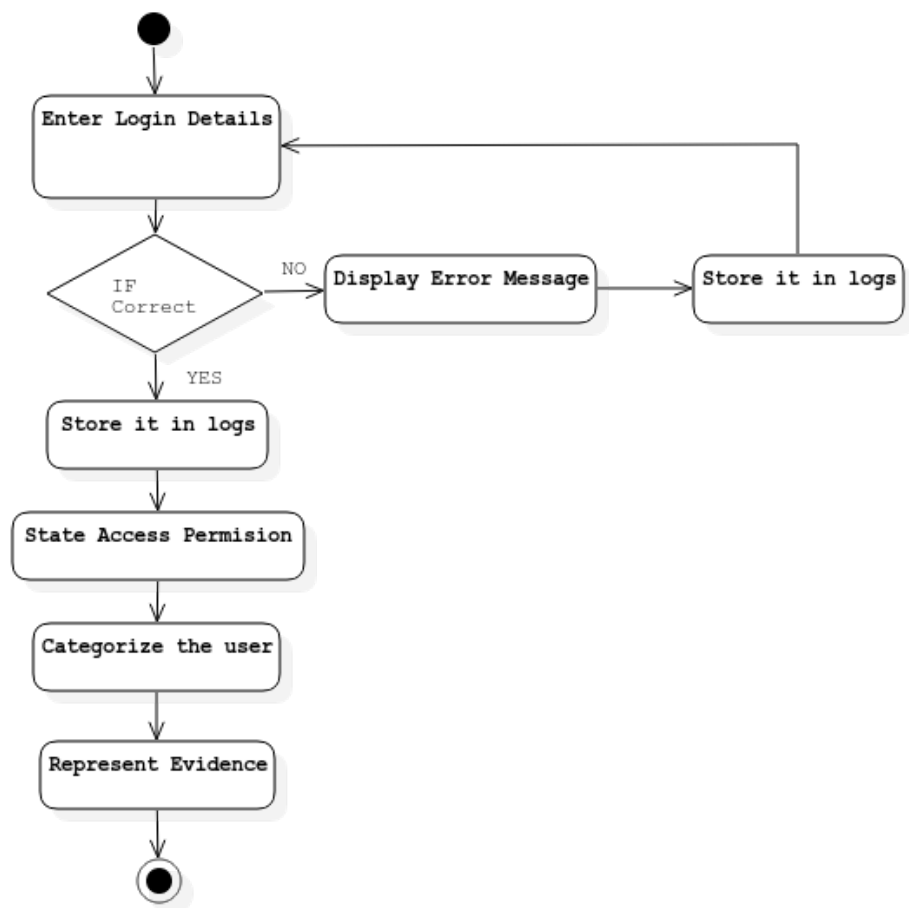 Enter Login Details
IF
Correct
NO
Display Error Message
Store it in logs
YES
Store it in logs
State Access Permision
Categorize the user
Represent Evidence